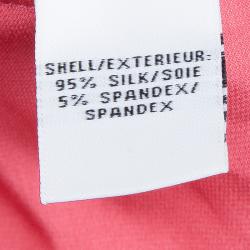 SHELL/EXTERIEUR:
95% SILK/SOIE
5% SPANDEX/
SPANDEX